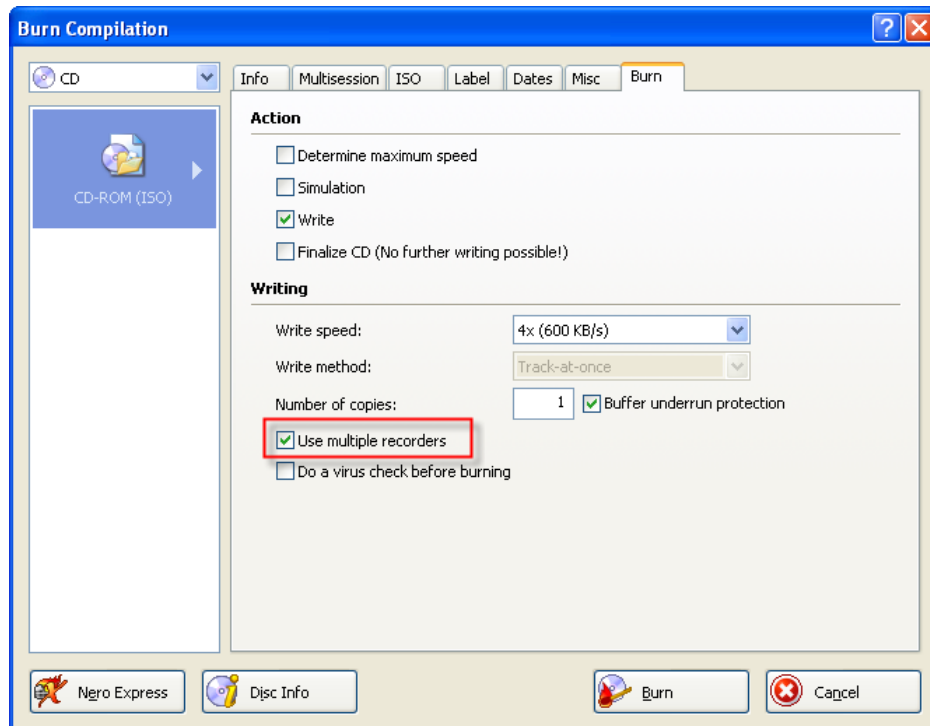 Burn Compilation
CD
Info Multisession ISO Label Dates Misc Burn
CD-ROM (ISO)
Action
Determine maximum speed
Simulation
Write
Finalize CD (No further writing possible!)
Writing
Write speed: 4x (600 KB/s)
Write method: Track-at-once
Number of copies: 1 Buffer underrun protection
Use multiple recorders
Do a virus check before burning
Nero Express Disc Info Burn Cancel